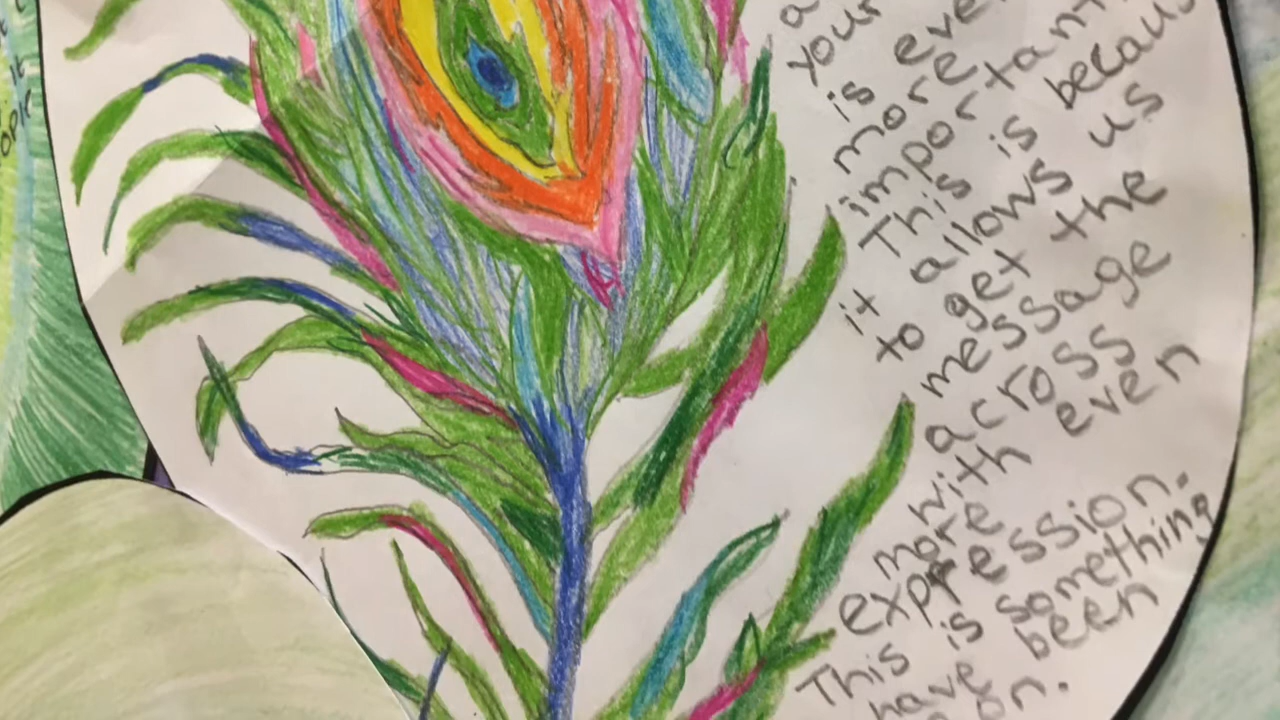 a
your
is even
more
important.
This is because
it allows us
to get the
message
across
with even
more
expression.
This is something
have been
on.